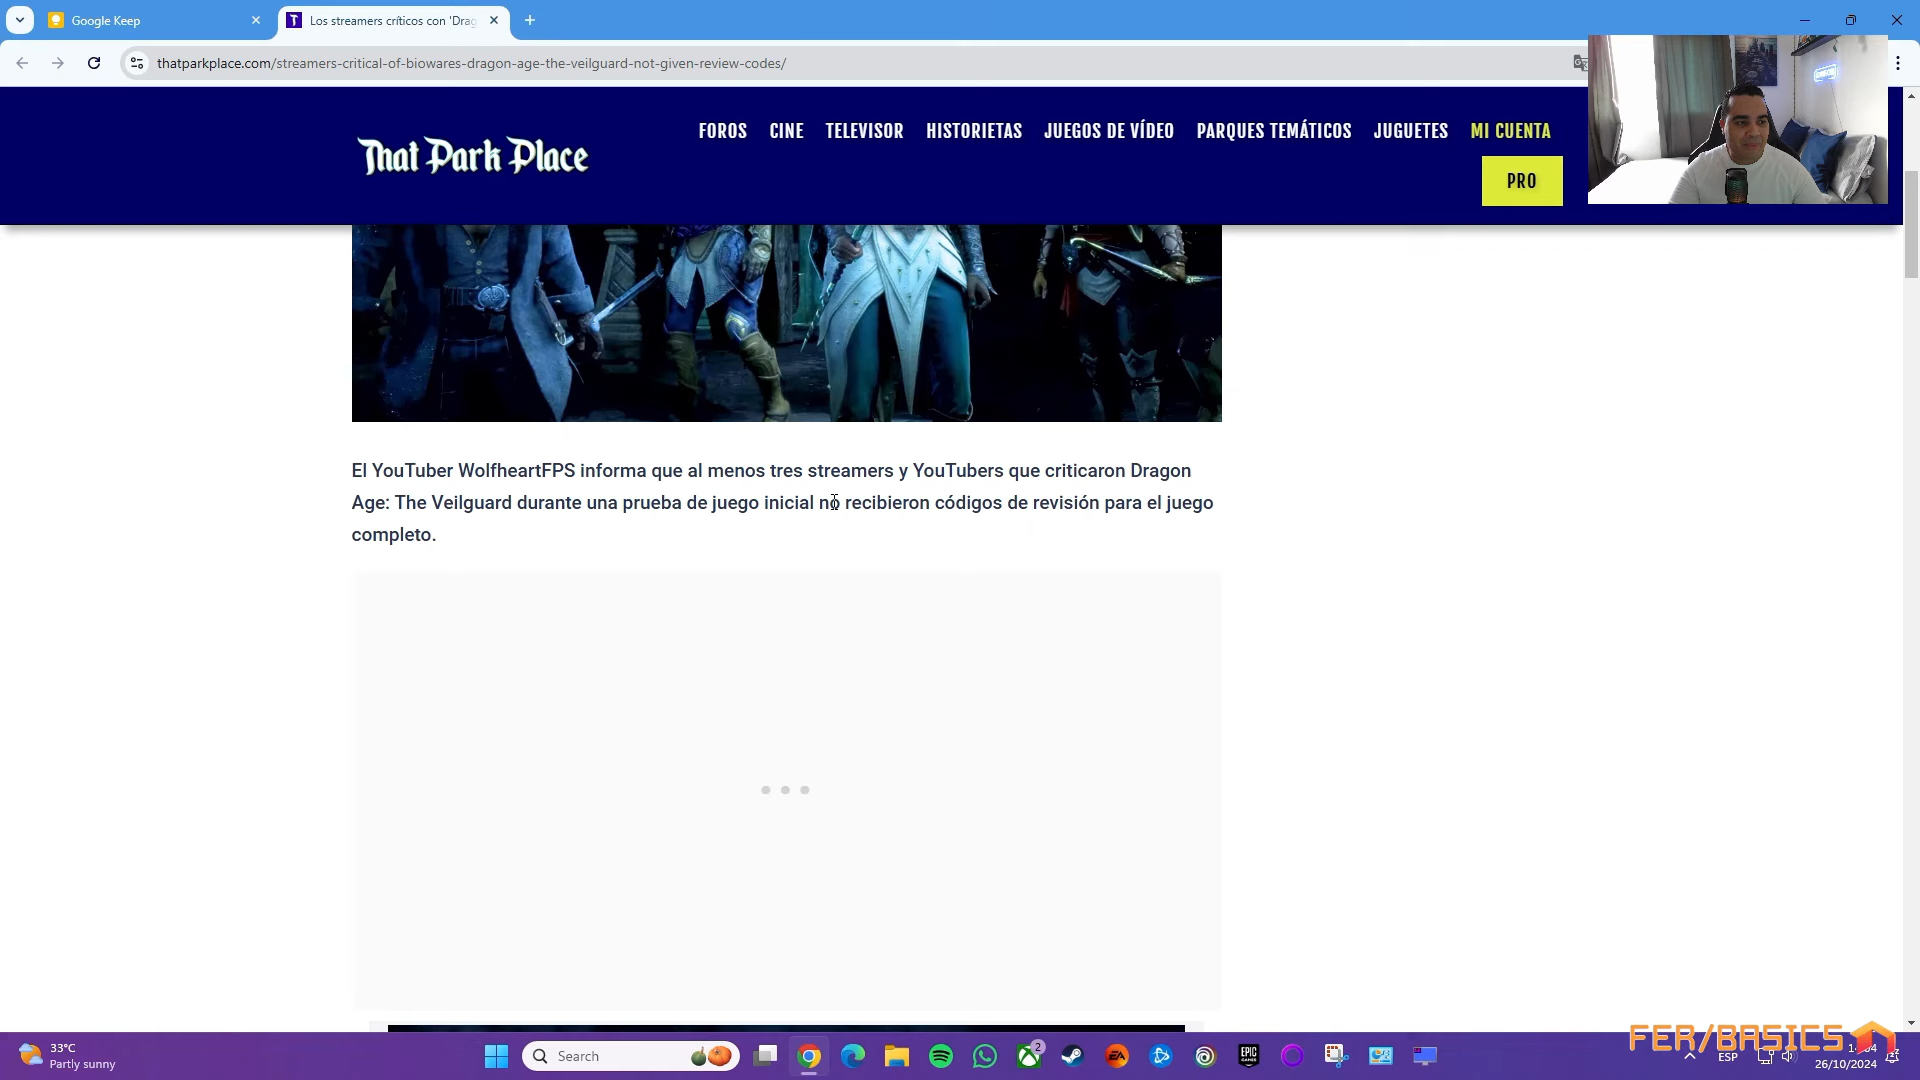 Google Keep
Los streamers críticos con 'Drag
thatparkplace.com/streamers-critical-of-biowares-dragon-age-the-veilguard-not-given-review-codes/
That Park Place
FOROS CINE TELEVISOR HISTORIETAS JUEGOS DE VÍDEO PARQUES TEMÁTICOS JUGUETES MI CUENTA
PRO
El YouTuber WolfheartFPS informa que al menos tres streamers y YouTubers que criticaron Dragon
Age: The Veilguard durante una prueba de juego inicial no recibieron códigos de revisión para el juego
completo.
33°C
Partly sunny
Search
2
EA
EPIC GAMES
FER/BASICS
ESP
26/10/2024